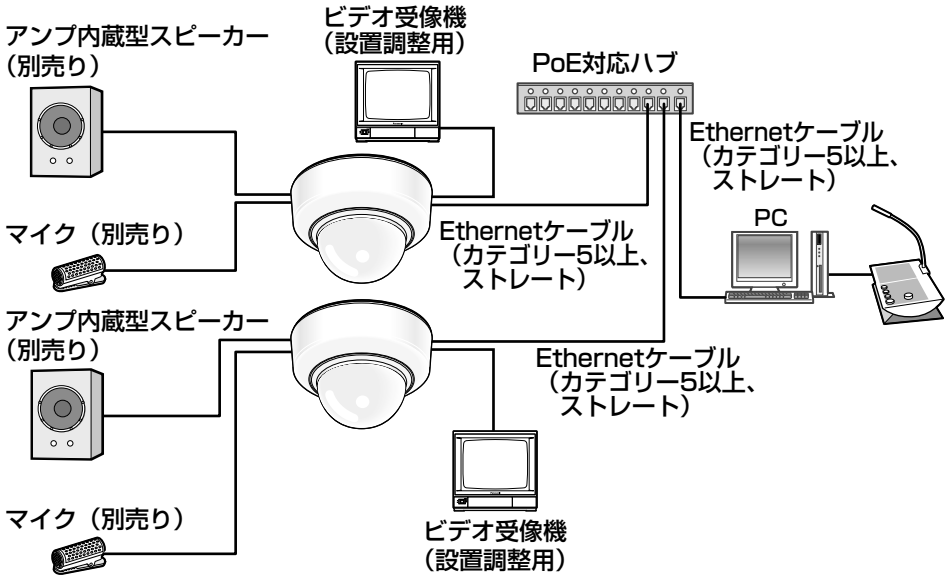 アンプ内蔵型スピーカー
（別売り）
ビデオ受像機
（設置調整用）
PoE対応ハブ
Ethernetケーブル
（カテゴリー5以上、
ストレート）
マイク（別売り）
Ethernetケーブル
（カテゴリー5以上、
ストレート）
PC
アンプ内蔵型スピーカー
（別売り）
Ethernetケーブル
（カテゴリー5以上、
ストレート）
マイク（別売り）
ビデオ受像機
（設置調整用）